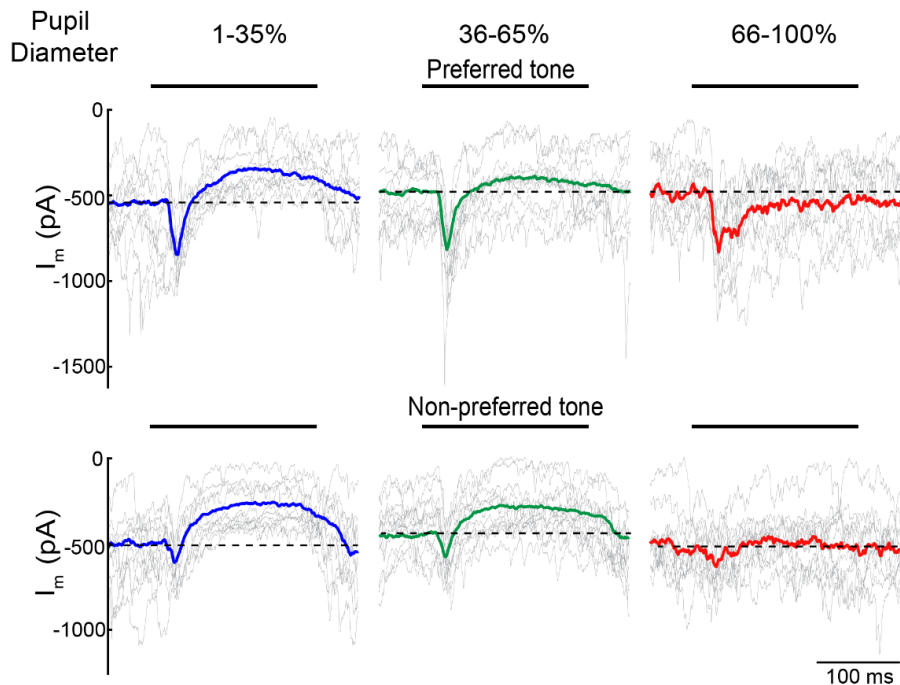 Pupil
Diameter
1-35%
36-65%
66-100%
Preferred tone
0
-500
-1000
-1500
Im (pA)
Non-preferred tone
0
-500
-1000
Im (pA)
100 ms